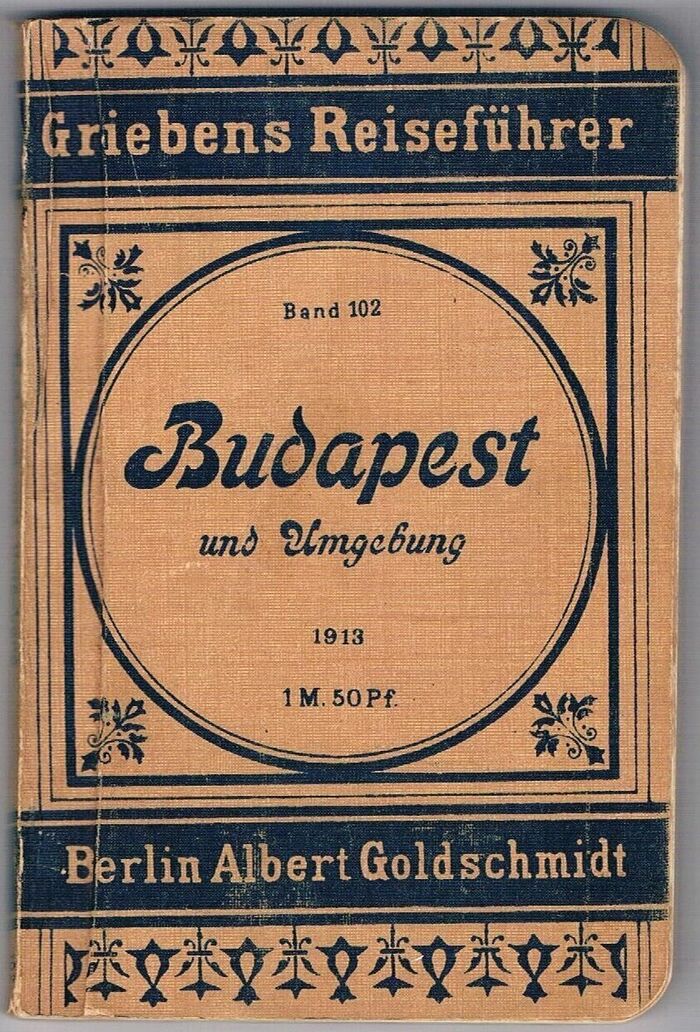 Griebens Reiseführer
Band 102
Budapest
und Umgebung
1913
1 M. 50 Pf.
Berlin Albert Goldschmidt